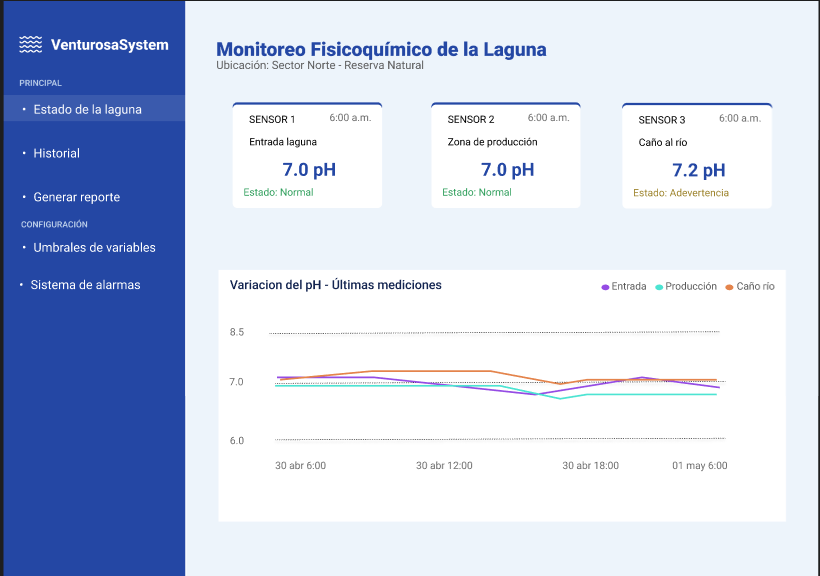 VenturosaSystem
PRINCIPAL
• Estado de la laguna
• Historial
• Generar reporte
CONFIGURACIÓN
• Umbrales de variables
• Sistema de alarmas
Monitoreo Fisicoquímico de la Laguna
Ubicación: Sector Norte - Reserva Natural
SENSOR 1 6:00 a.m.
Entrada laguna
7.0 pH
Estado: Normal
SENSOR 2 6:00 a.m.
Zona de producción
7.0 pH
Estado: Normal
SENSOR 3 6:00 a.m.
Caño al río
7.2 pH
Estado: Adevertencia
Variacion del pH - Últimas mediciones
Entrada Producción Caño río
8.5
7.0
6.0
30 abr 6:00 30 abr 12:00 30 abr 18:00 01 may 6:00